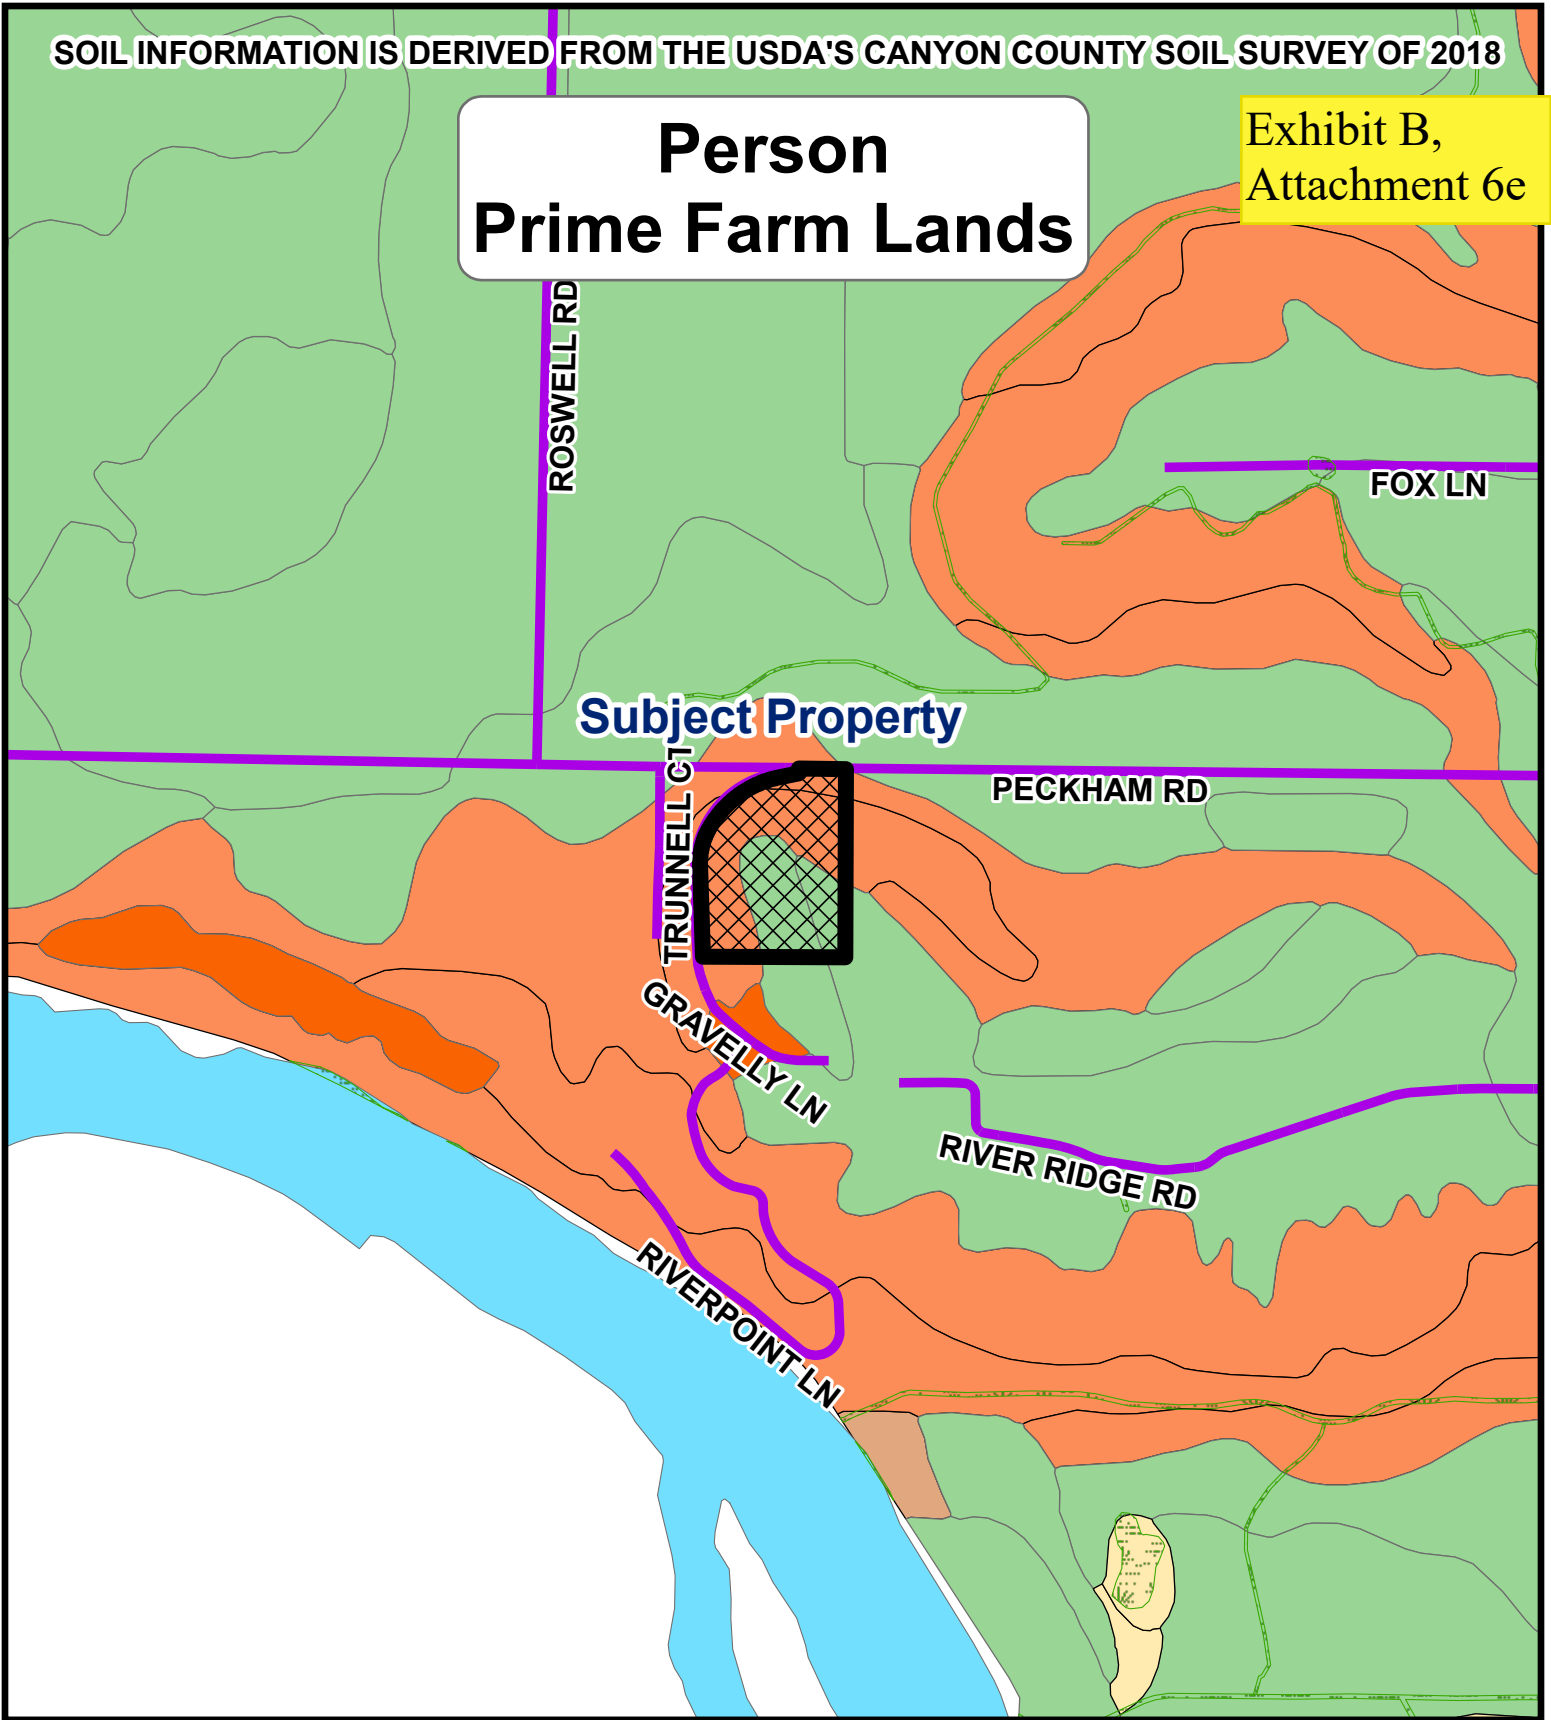 SOIL INFORMATION IS DERIVED FROM THE USDA'S CANYON COUNTY SOIL SURVEY OF 2018
Person
Prime Farm Lands
Exhibit B,
Attachment 6e
ROSWELL RD
FOX LN
Subject Property
PECKHAM RD
TRUNNELL CT
GRAVELLY LN
RIVER RIDGE RD
RIVERPOINT LN